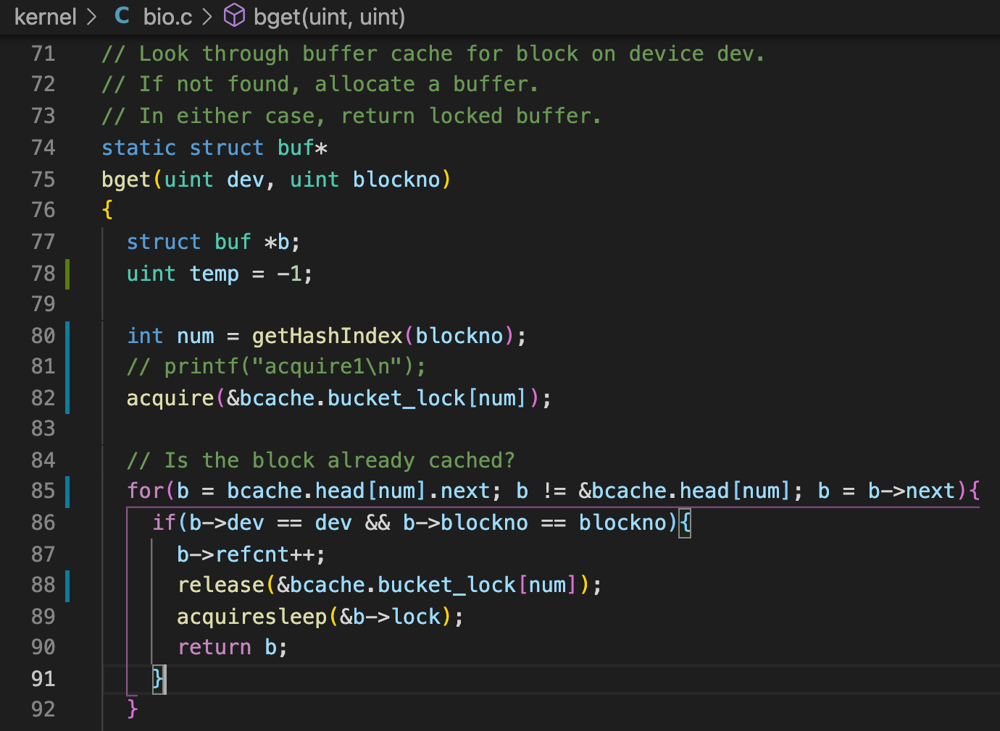 kernel > C bio.c > bget(uint, uint)
71 // Look through buffer cache for block on device dev.
72 // If not found, allocate a buffer.
73 // In either case, return locked buffer.
74 static struct buf*
75 bget(uint dev, uint blockno)
76 {
77   struct buf *b;
78   uint temp = -1;
79
80   int num = getHashIndex(blockno);
81   // printf("acquire1\n");
82   acquire(&bcache.bucket_lock[num]);
83
84   // Is the block already cached?
85   for(b = bcache.head[num].next; b != &bcache.head[num]; b = b->next){
86     if(b->dev == dev && b->blockno == blockno){
87       b->refcnt++;
88       release(&bcache.bucket_lock[num]);
89       acquiresleep(&b->lock);
90       return b;
91     }
92   }